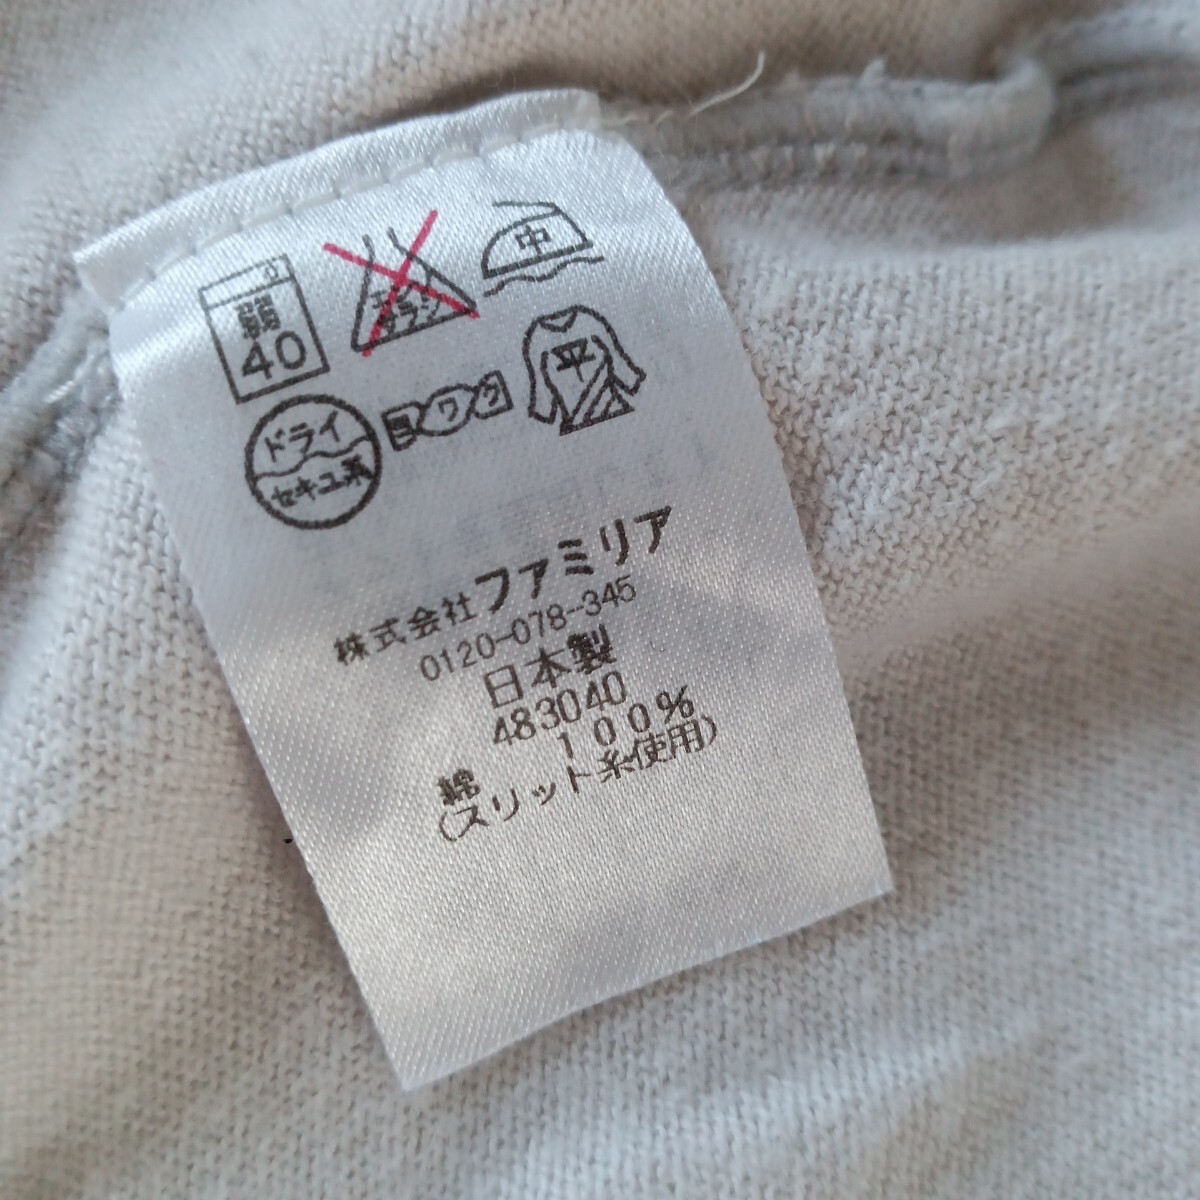 弱
40
エンソ
サラシ
中
ドライ
セキユ系
ヨワク
平
株式会社ファミリア
0120-078-345
日本製
483040
綿 100%
(スリット糸使用)